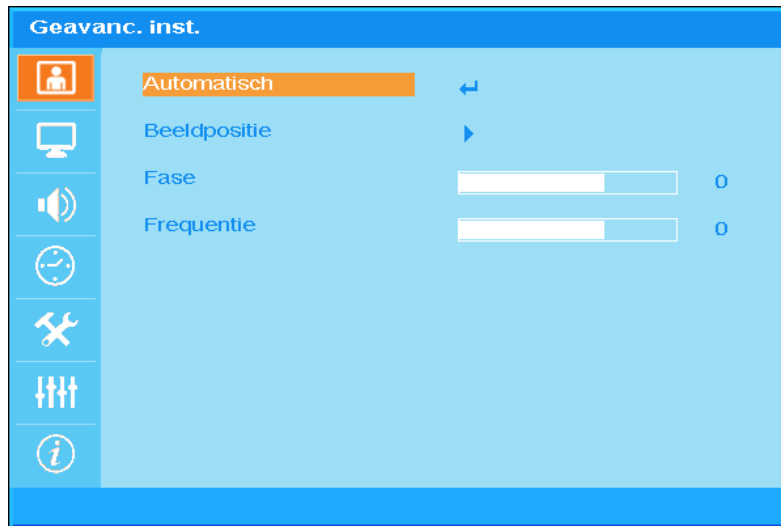 Geavanc. inst.
Automatisch
Beeldpositie
Fase 0
Frequentie 0